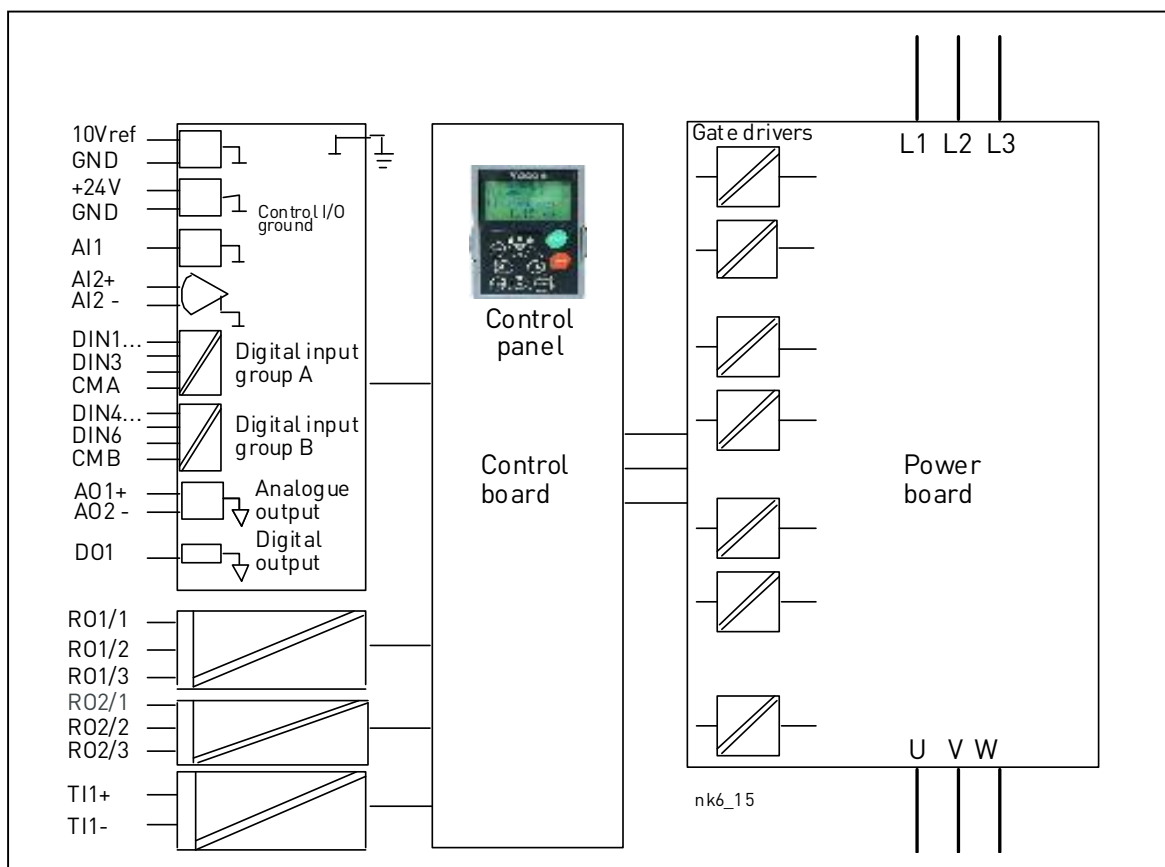 10Vref
GND
+24V
GND
Control I/O
ground
AI1
AI2+
AI2 -
DIN1...
DIN3
CMA
Digital input
group A
DIN4...
DIN6
CMB
Digital input
group B
AO1+
AO2 -
Analogue
output
DO1
Digital
output
RO1/1
RO1/2
RO1/3
RO2/1
RO2/2
RO2/3
TI1+
TI1-
Control
panel
Control
board
Gate drivers
L1 L2 L3
Power
board
U V W
nk6_15